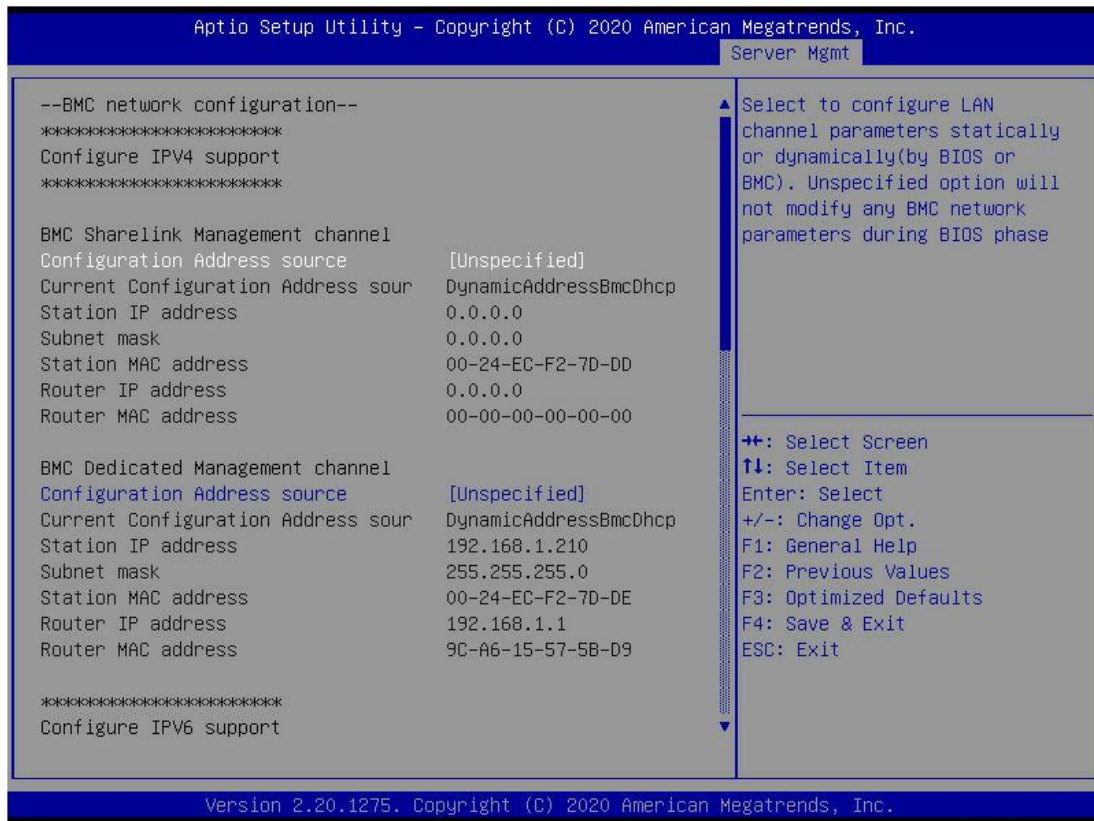 Aptio Setup Utility – Copyright (C) 2020 American Megatrends, Inc.
Server Mgmt
--BMC network configuration--
**********************
Configure IPV4 support
**********************
BMC Sharelink Management channel
Configuration Address source [Unspecified]
Current Configuration Address sour DynamicAddressBmcDhcp
Station IP address 0.0.0.0
Subnet mask 0.0.0.0
Station MAC address 00-24-EC-F2-7D-DD
Router IP address 0.0.0.0
Router MAC address 00-00-00-00-00-00
BMC Dedicated Management channel
Configuration Address source [Unspecified]
Current Configuration Address sour DynamicAddressBmcDhcp
Station IP address 192.168.1.210
Subnet mask 255.255.255.0
Station MAC address 00-24-EC-F2-7D-DE
Router IP address 192.168.1.1
Router MAC address 9C-A6-15-57-5B-D9
**********************
Configure IPV6 support
Select to configure LAN
channel parameters statically
or dynamically(by BIOS or
BMC). Unspecified option will
not modify any BMC network
parameters during BIOS phase
→←: Select Screen
↑↓: Select Item
Enter: Select
+/-: Change Opt.
F1: General Help
F2: Previous Values
F3: Optimized Defaults
F4: Save & Exit
ESC: Exit
Version 2.20.1275. Copyright (C) 2020 American Megatrends, Inc.